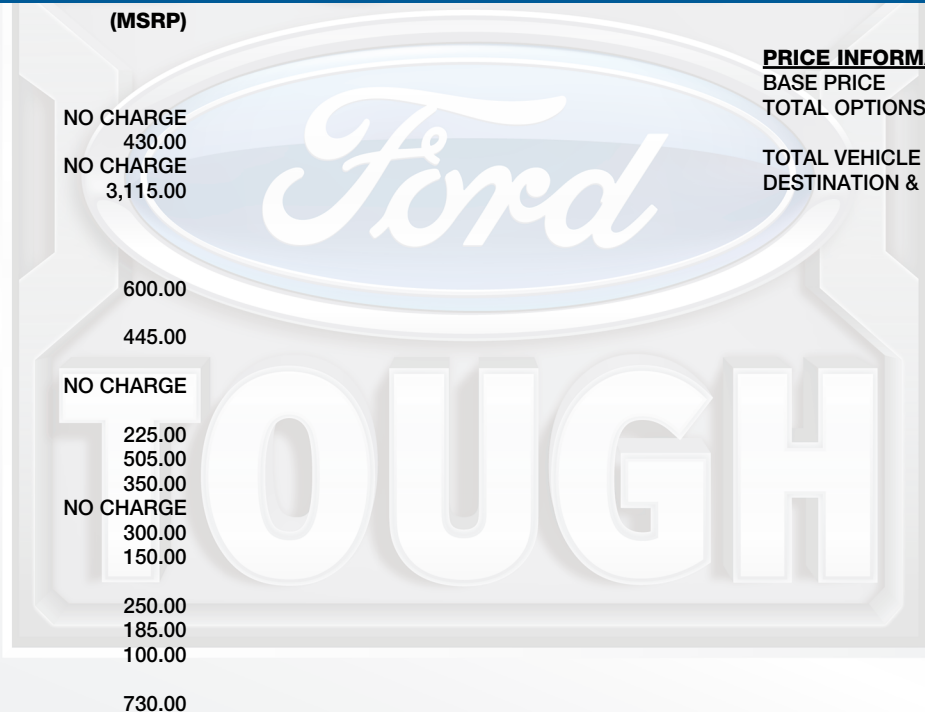 (MSRP)
NO CHARGE
430.00
NO CHARGE
3,115.00
600.00
445.00
NO CHARGE
225.00
505.00
350.00
NO CHARGE
300.00
150.00
250.00
185.00
100.00
730.00
PRICE INFORMA
BASE PRICE
TOTAL OPTIONS
TOTAL VEHICLE
DESTINATION &
Ford
TOUGH